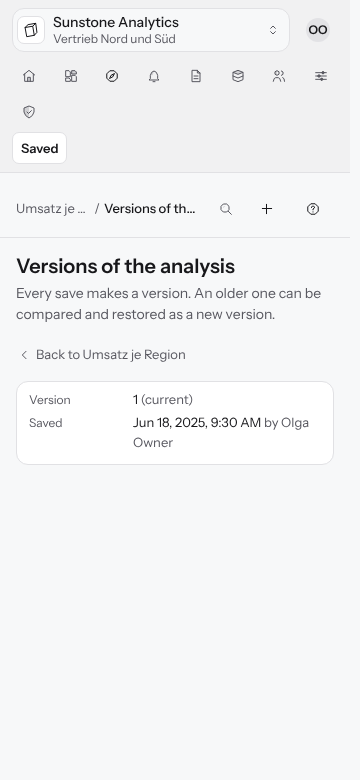 Sunstone Analytics
Vertrieb Nord und Süd
OO
Saved
Umsatz je ... / Versions of th...
Versions of the analysis
Every save makes a version. An older one can be
compared and restored as a new version.
Back to Umsatz je Region
Version 1 (current)
Saved Jun 18, 2025, 9:30 AM by Olga
Owner